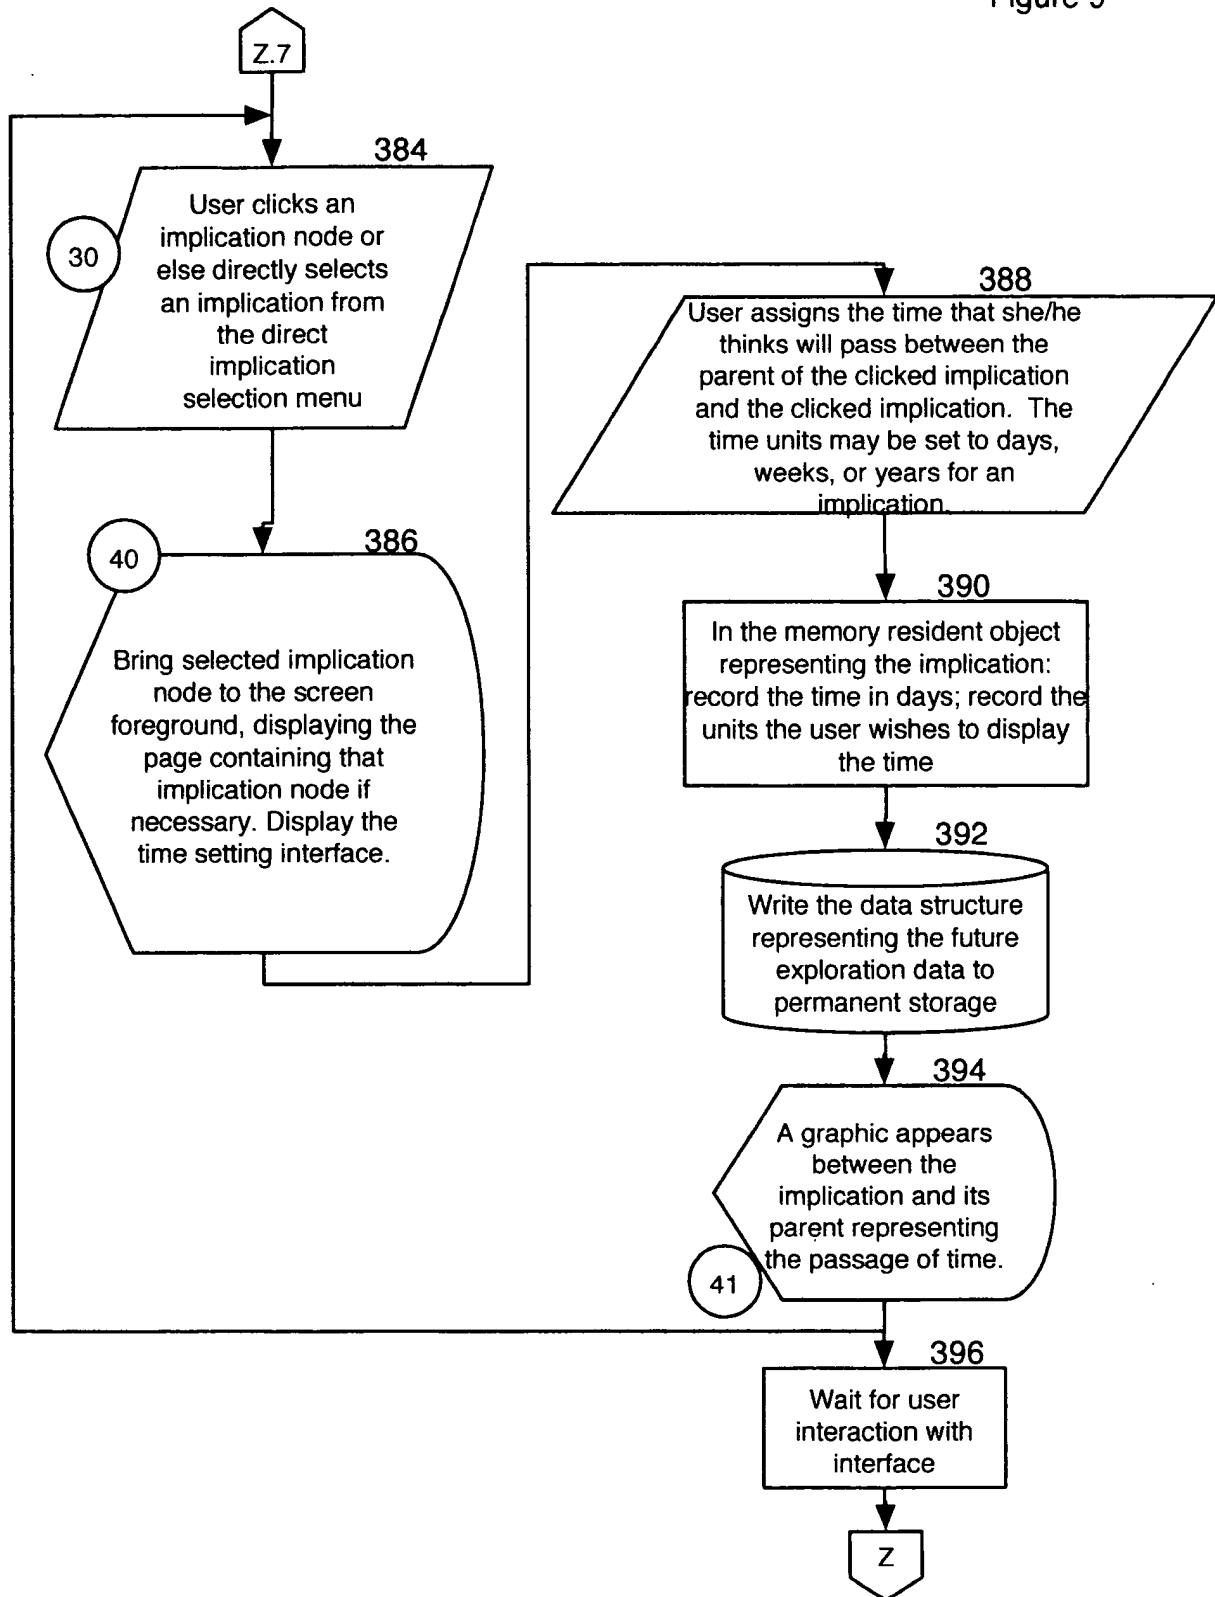 Figure 9
Z.7
384
User clicks an
implication node or
else directly selects
an implication from
the direct
implication
selection menu
30
40
386
Bring selected implication
node to the screen
foreground, displaying the
page containing that
implication node if
necessary. Display the
time setting interface.
388
User assigns the time that she/he
thinks will pass between the
parent of the clicked implication
and the clicked implication. The
time units may be set to days,
weeks, or years for an
implication.
390
In the memory resident object
representing the implication:
record the time in days; record the
units the user wishes to display
the time
392
Write the data structure
representing the future
exploration data to
permanent storage
394
A graphic appears
between the
implication and its
parent representing
the passage of time.
41
396
Wait for user
interaction with
interface
Z